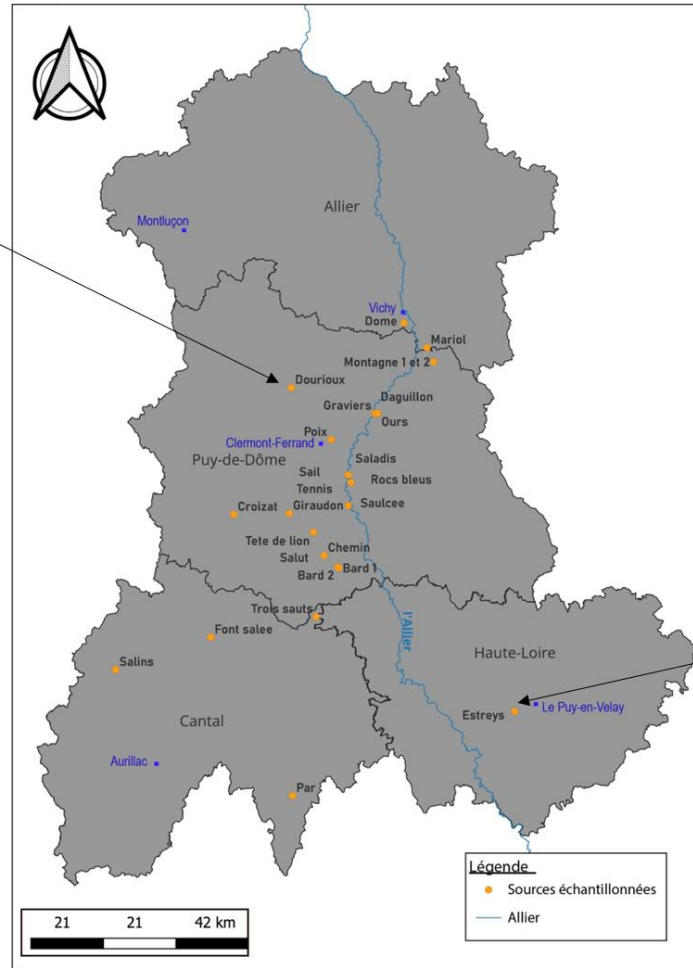 Allier
Montluçon
Vichy
Dome
Mariol
Montagne 1 et 2
Dourioux
Daguillon
Graviers
Ours
Poix
Clermont-Ferrand
Puy-de-Dôme
Saladis
Sail
Rocs bleus
Tennis
Saulcee
Croizat
Giraudon
Tete de lion
Chemin
Salut
Bard 1
Bard 2
Trois sauts
Font salee
l'Allier
Haute-Loire
Salins
Cantal
Le Puy-en-Velay
Estreys
Aurillac
Par
Légende
Sources échantillonnées
Allier
21 21 42 km